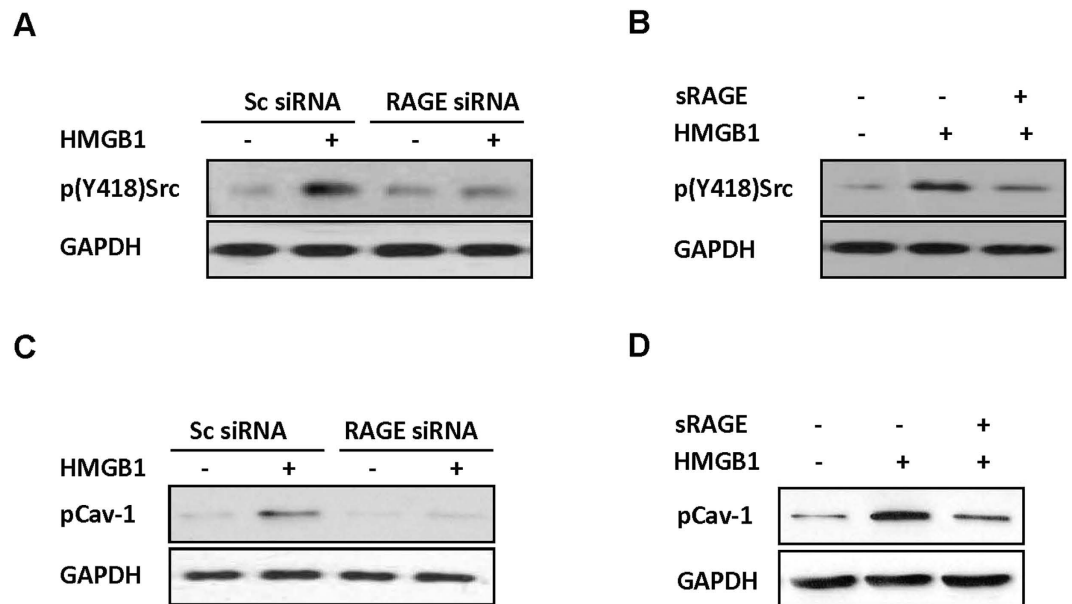 A
Sc siRNA RAGE siRNA
HMGB1 - + - +
p(Y418)Src
GAPDH
B
sRAGE - - +
HMGB1 - + +
p(Y418)Src
GAPDH
C
Sc siRNA RAGE siRNA
HMGB1 - + - +
pCav-1
GAPDH
D
sRAGE - - +
HMGB1 - + +
pCav-1
GAPDH